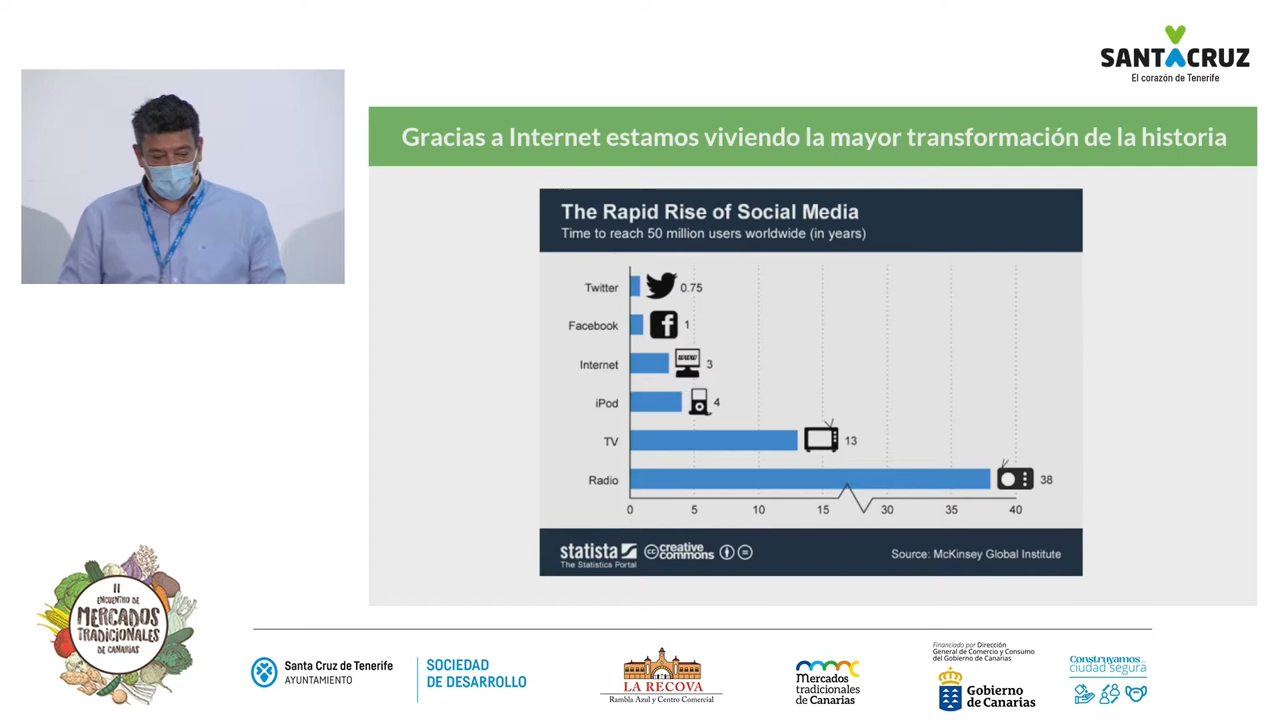 SANTACRUZ
El corazón de Tenerife
Gracias a Internet estamos viviendo la mayor transformación de la historia
The Rapid Rise of Social Media
Time to reach 50 million users worldwide (in years)
Twitter 0.75
Facebook 1
Internet www 3
iPod 4
TV 13
Radio 38
0 5 10 15 30 35 40
statista
The Statistics Portal
cc creative commons
Source: McKinsey Global Institute
II
ENCUENTRO DE
MERCADOS
TRADICIONALES
DE CANARIAS
Santa Cruz de Tenerife
AYUNTAMIENTO
SOCIEDAD
DE DESARROLLO
LA RECOVA
Rambla Azul y Centro Comercial
mercados
tradicionales
de Canarias
Financiado por Dirección
General de Comercio y Consumo
del Gobierno de Canarias
Gobierno
de Canarias
Construyamos...
ciudad segura